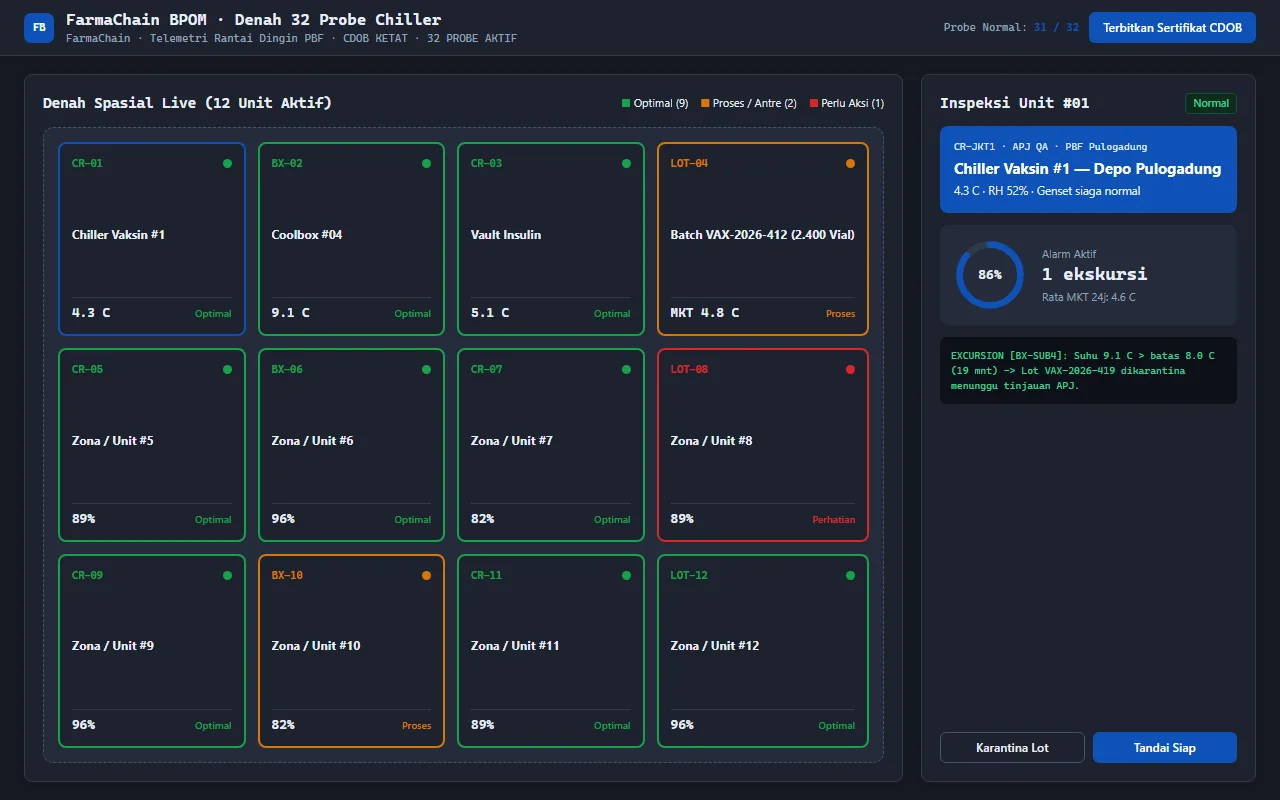 FB
FarmaChain BPOM · Denah 32 Probe Chiller
FarmaChain · Telemetri Rantai Dingin PBF · CDOB KETAT · 32 PROBE AKTIF
Probe Normal: 31 / 32
Terbitkan Sertifikat CDOB
Denah Spasial Live (12 Unit Aktif)
Optimal (9)
Proses / Antre (2)
Perlu Aksi (1)
CR-01
Chiller Vaksin #1
4.3 C
Optimal
BX-02
Coolbox #04
9.1 C
Optimal
CR-03
Vault Insulin
5.1 C
Optimal
LOT-04
Batch VAX-2026-412 (2.400 Vial)
MKT 4.8 C
Proses
CR-05
Zona / Unit #5
89%
Optimal
BX-06
Zona / Unit #6
96%
Optimal
CR-07
Zona / Unit #7
82%
Optimal
LOT-08
Zona / Unit #8
89%
Perhatian
CR-09
Zona / Unit #9
96%
Optimal
BX-10
Zona / Unit #10
82%
Proses
CR-11
Zona / Unit #11
89%
Optimal
LOT-12
Zona / Unit #12
96%
Optimal
Inspeksi Unit #01
Normal
CR-JKT1 · APJ QA · PBF Pulogadung
Chiller Vaksin #1 — Depo Pulogadung
4.3 C · RH 52% · Genset siaga normal
86%
Alarm Aktif
1 ekskursi
Rata MKT 24j: 4.6 C
EXCURSION [BX-SUB4]: Suhu 9.1 C > batas 8.0 C
(19 mnt) -> Lot VAX-2026-419 dikarantina
menunggu tinjauan APJ.
Karantina Lot
Tandai Siap